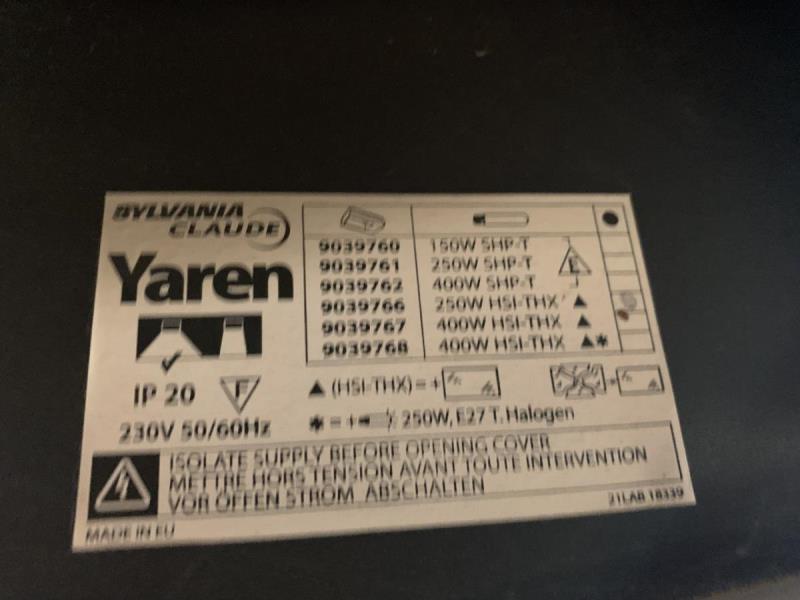 SYLVANIA
CLAUDE
Yaren
IP 20
F
230V 50/60Hz
9039760 150W SHP-T
9039761 250W SHP-T
9039762 400W SHP-T
E
9039766 250W HSI-THX ▲
9039767 400W HSI-THX ▲
9039768 400W HSI-THX ▲*
▲ (HSI-THX) = +
* = + 250W, E27 T. Halogen
ISOLATE SUPPLY BEFORE OPENING COVER
METTRE HORS TENSION AVANT TOUTE INTERVENTION
VOR ÖFFEN STROM ABSCHALTEN
21LAB 18339
MADE IN EU